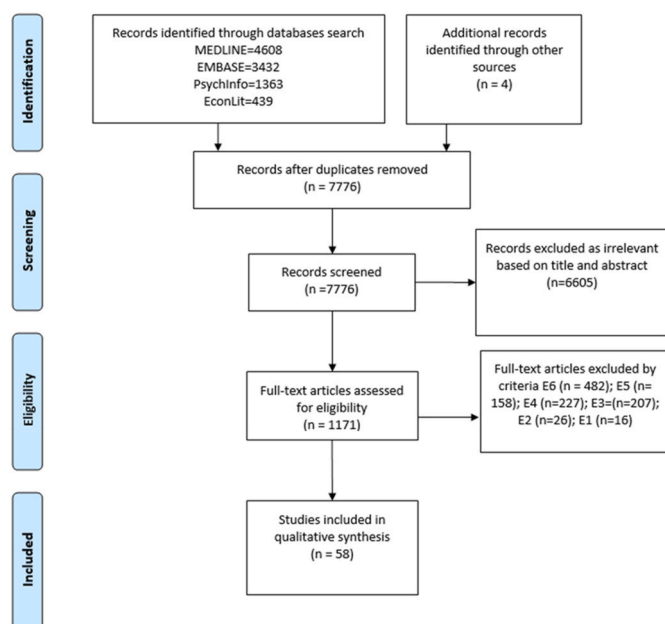 Identification
Records identified through databases search
MEDLINE=4608
EMBASE=3432
PsychInfo=1363
EconLit=439
Additional records
identified through other
sources
(n = 4)
Records after duplicates removed
(n = 7776)
Screening
Records screened
(n =7776)
Records excluded as irrelevant
based on title and abstract
(n=6605)
Eligibility
Full-text articles assessed
for eligibility
(n = 1171)
Full-text articles excluded by
criteria E6 (n = 482); E5 (n=
158); E4 (n=227); E3=(n=207);
E2 (n=26); E1 (n=16)
Included
Studies included in
qualitative synthesis
(n = 58)